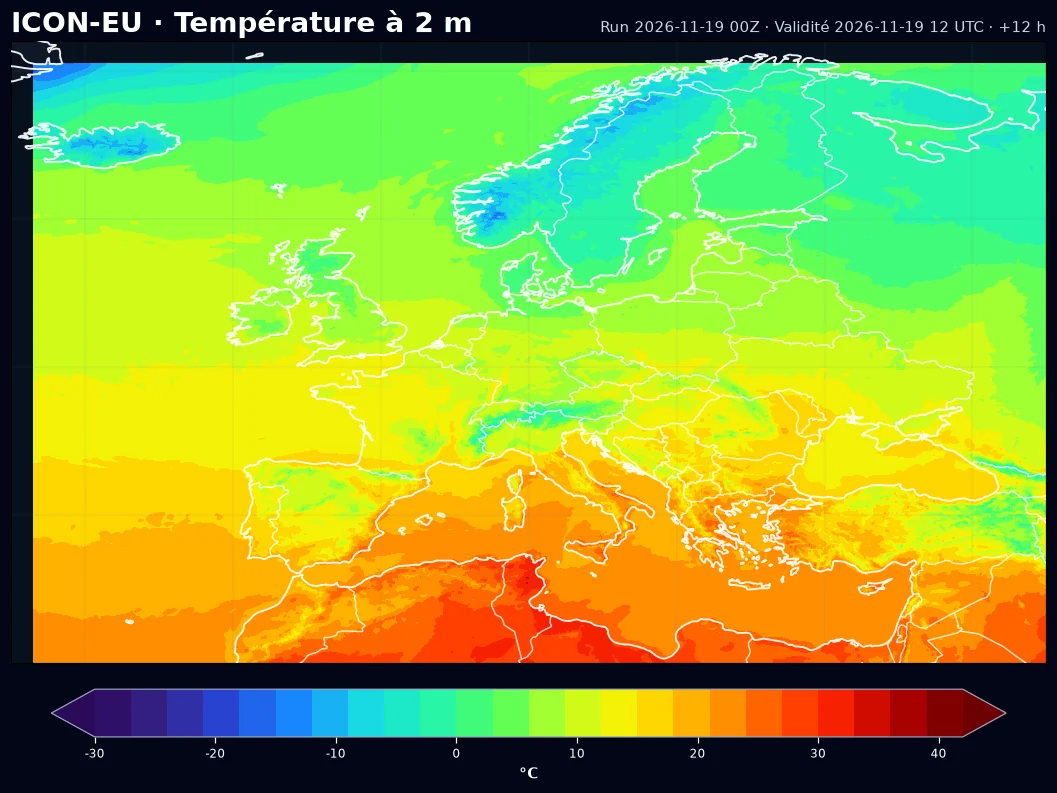 ICON-EU · Température à 2 m
Run 2026-11-19 00Z · Validité 2026-11-19 12 UTC · +12 h
-30 -20 -10 0 10 20 30 40
°C